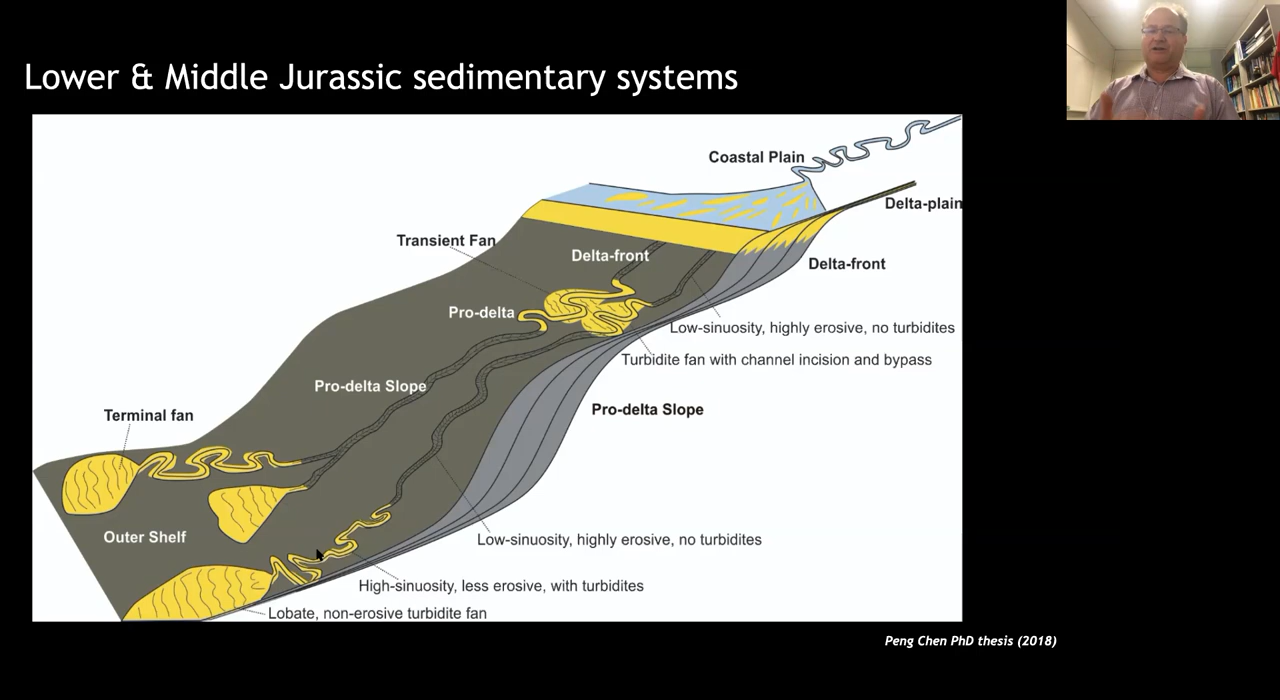 Lower & Middle Jurassic sedimentary systems
Coastal Plain
Delta-plain
Transient Fan
Delta-front
Delta-front
Pro-delta
Low-sinuosity, highly erosive, no turbidites
Turbidite fan with channel incision and bypass
Pro-delta Slope
Pro-delta Slope
Terminal fan
Outer Shelf
Low-sinuosity, highly erosive, no turbidites
High-sinuosity, less erosive, with turbidites
Lobate, non-erosive turbidite fan
Peng Chen PhD thesis (2018)